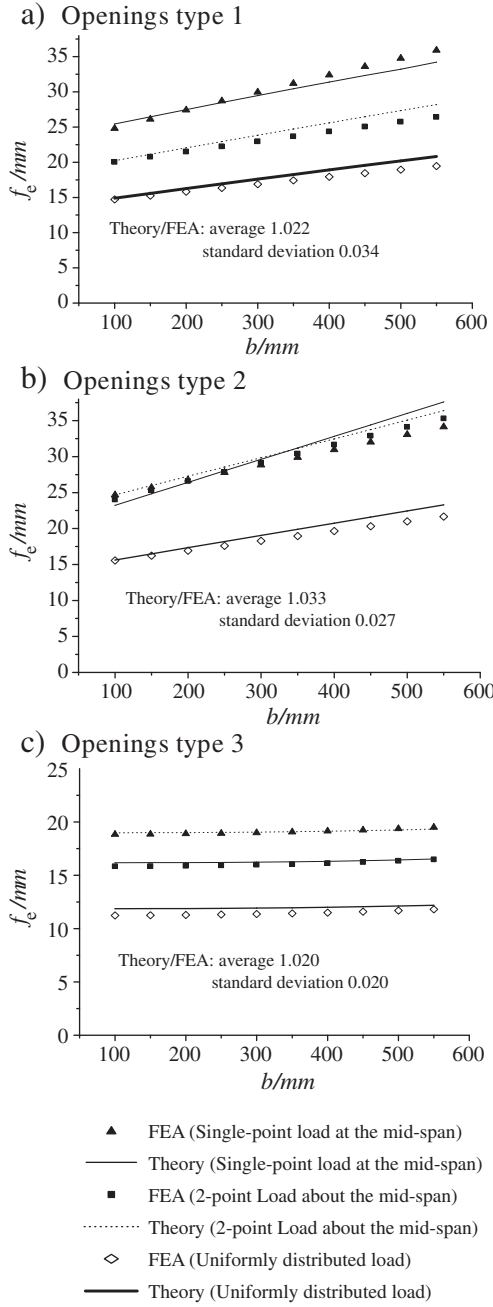 a) Openings type 1
35
30
25
20
15
10
5
0
fe/mm
Theory/FEA: average 1.022
standard deviation 0.034
100 200 300 400 500 600
b/mm
b) Openings type 2
35
30
25
20
15
10
5
0
fe/mm
Theory/FEA: average 1.033
standard deviation 0.027
100 200 300 400 500 600
b/mm
c) Openings type 3
25
20
15
10
5
0
fe/mm
Theory/FEA: average 1.020
standard deviation 0.020
100 200 300 400 500 600
b/mm
FEA (Single-point load at the mid-span)
Theory (Single-point load at the mid-span)
FEA (2-point Load about the mid-span)
Theory (2-point Load about the mid-span)
FEA (Uniformly distributed load)
Theory (Uniformly distributed load)